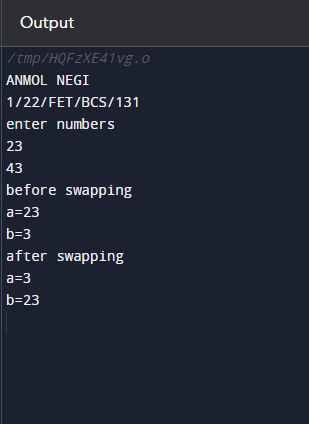 Output
/tmp/HQFzXE41vg.o
ANMOL NEGI
1/22/FET/BCS/131
enter numbers
23
43
before swapping
a=23
b=3
after swapping
a=3
b=23